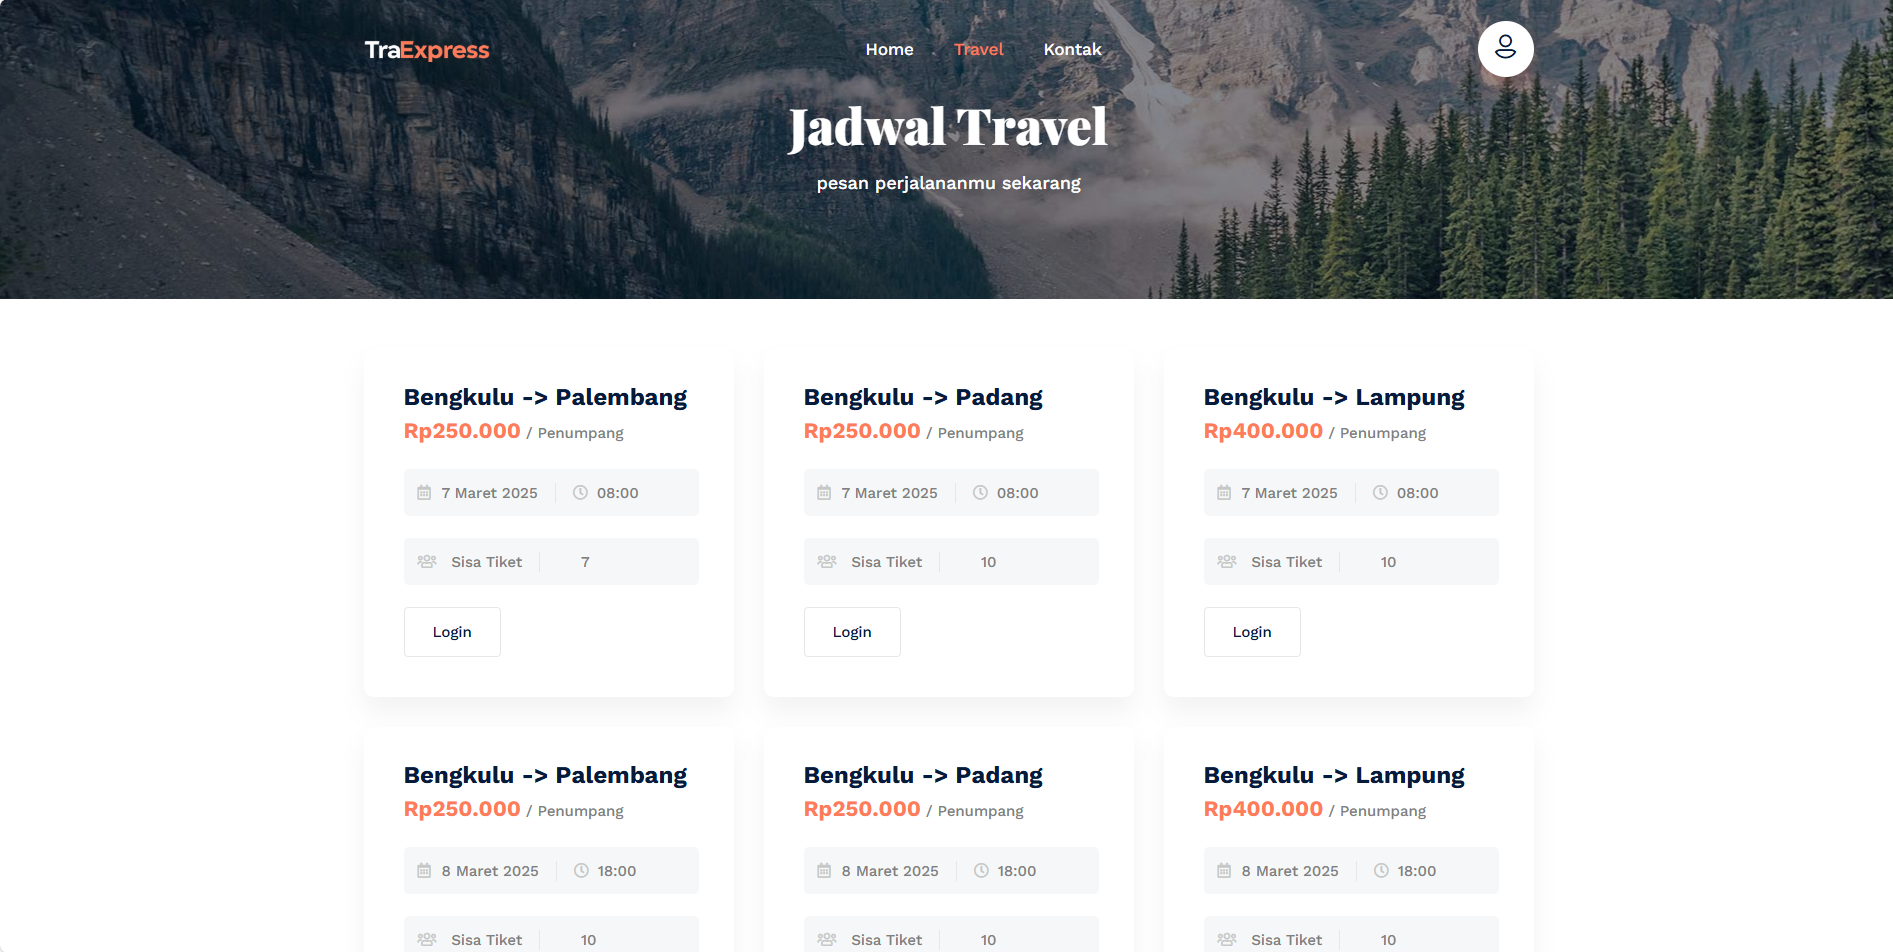 TraExpress
Home Travel Kontak
Jadwal Travel
pesan perjalananmu sekarang
Bengkulu -> Palembang
Rp250.000 / Penumpang
7 Maret 2025 08:00
Sisa Tiket 7
Login
Bengkulu -> Padang
Rp250.000 / Penumpang
7 Maret 2025 08:00
Sisa Tiket 10
Login
Bengkulu -> Lampung
Rp400.000 / Penumpang
7 Maret 2025 08:00
Sisa Tiket 10
Login
Bengkulu -> Palembang
Rp250.000 / Penumpang
8 Maret 2025 18:00
Sisa Tiket 10
Bengkulu -> Padang
Rp250.000 / Penumpang
8 Maret 2025 18:00
Sisa Tiket 10
Bengkulu -> Lampung
Rp400.000 / Penumpang
8 Maret 2025 18:00
Sisa Tiket 10